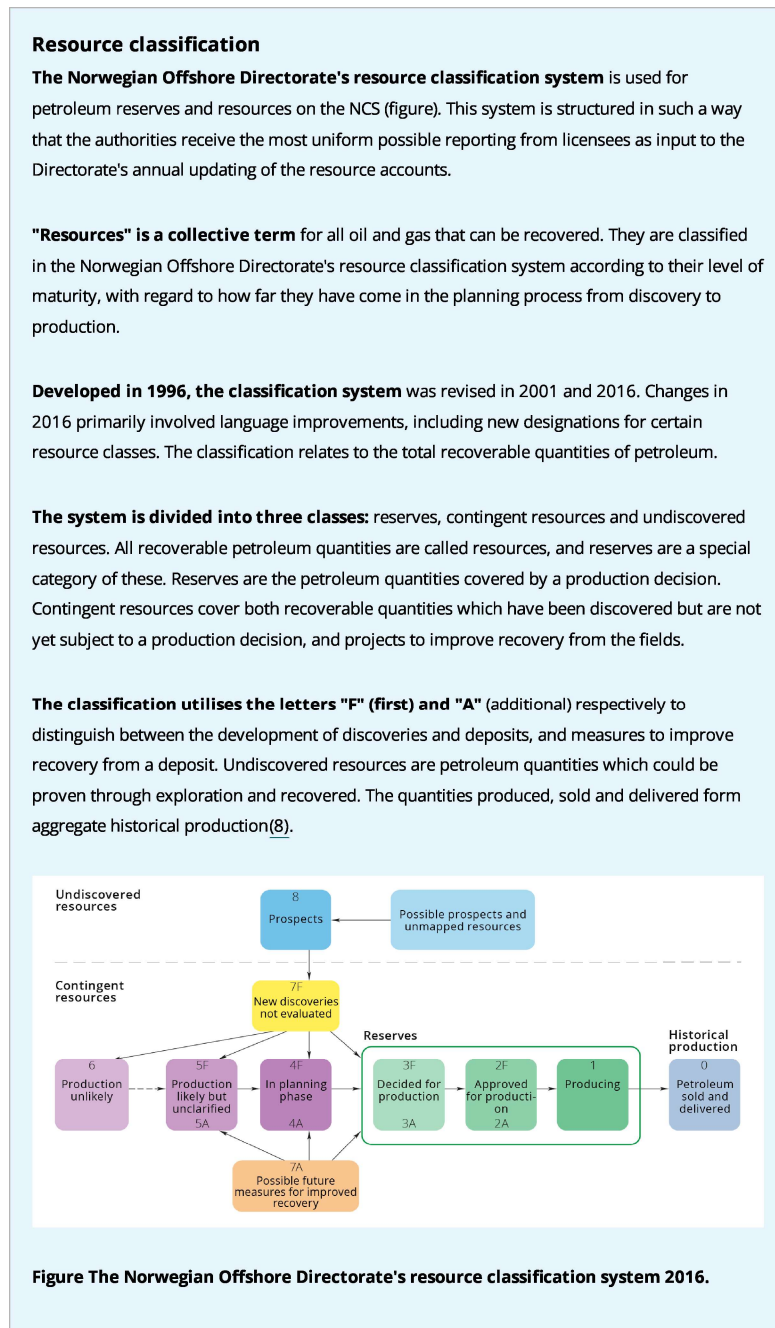 Resource classification
The Norwegian Offshore Directorate's resource classification system is used for
petroleum reserves and resources on the NCS (figure). This system is structured in such a way
that the authorities receive the most uniform possible reporting from licensees as input to the
Directorate's annual updating of the resource accounts.
"Resources" is a collective term for all oil and gas that can be recovered. They are classified
in the Norwegian Offshore Directorate's resource classification system according to their level of
maturity, with regard to how far they have come in the planning process from discovery to
production.
Developed in 1996, the classification system was revised in 2001 and 2016. Changes in
2016 primarily involved language improvements, including new designations for certain
resource classes. The classification relates to the total recoverable quantities of petroleum.
The system is divided into three classes: reserves, contingent resources and undiscovered
resources. All recoverable petroleum quantities are called resources, and reserves are a special
category of these. Reserves are the petroleum quantities covered by a production decision.
Contingent resources cover both recoverable quantities which have been discovered but are not
yet subject to a production decision, and projects to improve recovery from the fields.
The classification utilises the letters "F" (first) and "A" (additional) respectively to
distinguish between the development of discoveries and deposits, and measures to improve
recovery from a deposit. Undiscovered resources are petroleum quantities which could be
proven through exploration and recovered. The quantities produced, sold and delivered form
aggregate historical production(8).
Undiscovered
resources
8
Prospects
Possible prospects and
unmapped resources
Contingent
resources
7F
New discoveries
not evaluated
Reserves
Historical
production
6
Production
unlikely
5F
Production
likely but
unclarified
5A
4F
In planning
phase
4A
3F
Decided for
production
3A
2F
Approved
for producti-
on
2A
1
Producing
0
Petroleum
sold and
delivered
7A
Possible future
measures for improved
recovery
Figure The Norwegian Offshore Directorate's resource classification system 2016.